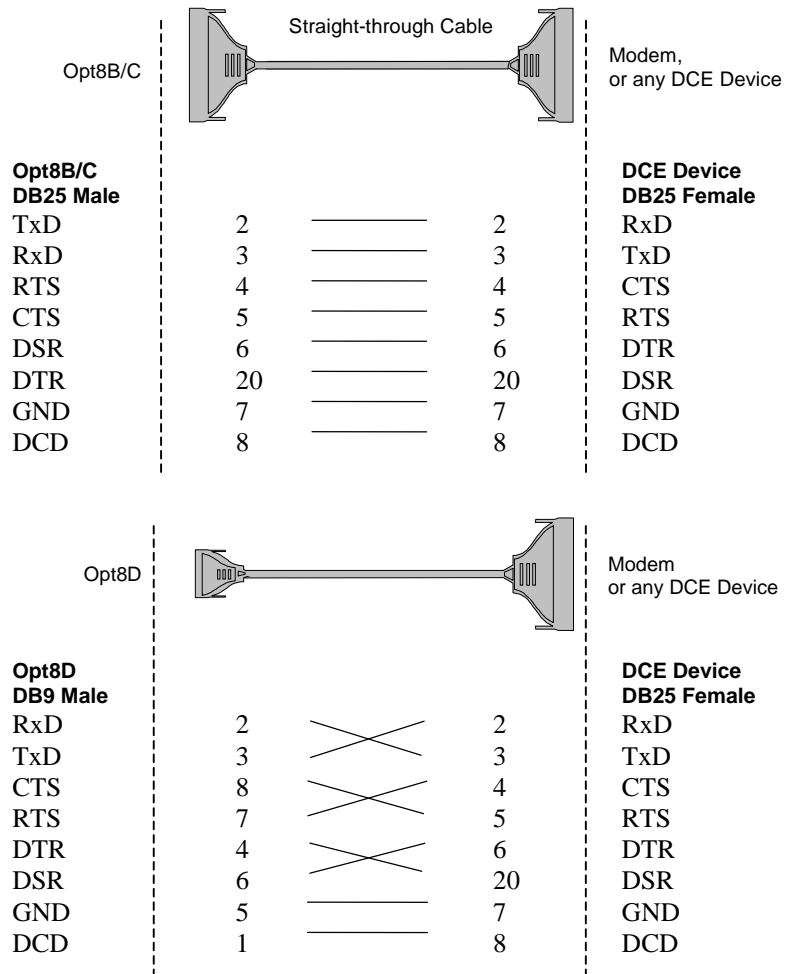 Straight-through Cable
Opt8B/C
Modem,
or any DCE Device
Opt8B/C
DB25 Male
DCE Device
DB25 Female
TxD 2 2 RxD
RxD 3 3 TxD
RTS 4 4 CTS
CTS 5 5 RTS
DSR 6 6 DTR
DTR 20 20 DSR
GND 7 7 GND
DCD 8 8 DCD
Opt8D
Modem
or any DCE Device
Opt8D
DB9 Male
DCE Device
DB25 Female
RxD 2 2 RxD
TxD 3 3 TxD
CTS 8 4 CTS
RTS 7 5 RTS
DTR 4 6 DTR
DSR 6 20 DSR
GND 5 7 GND
DCD 1 8 DCD